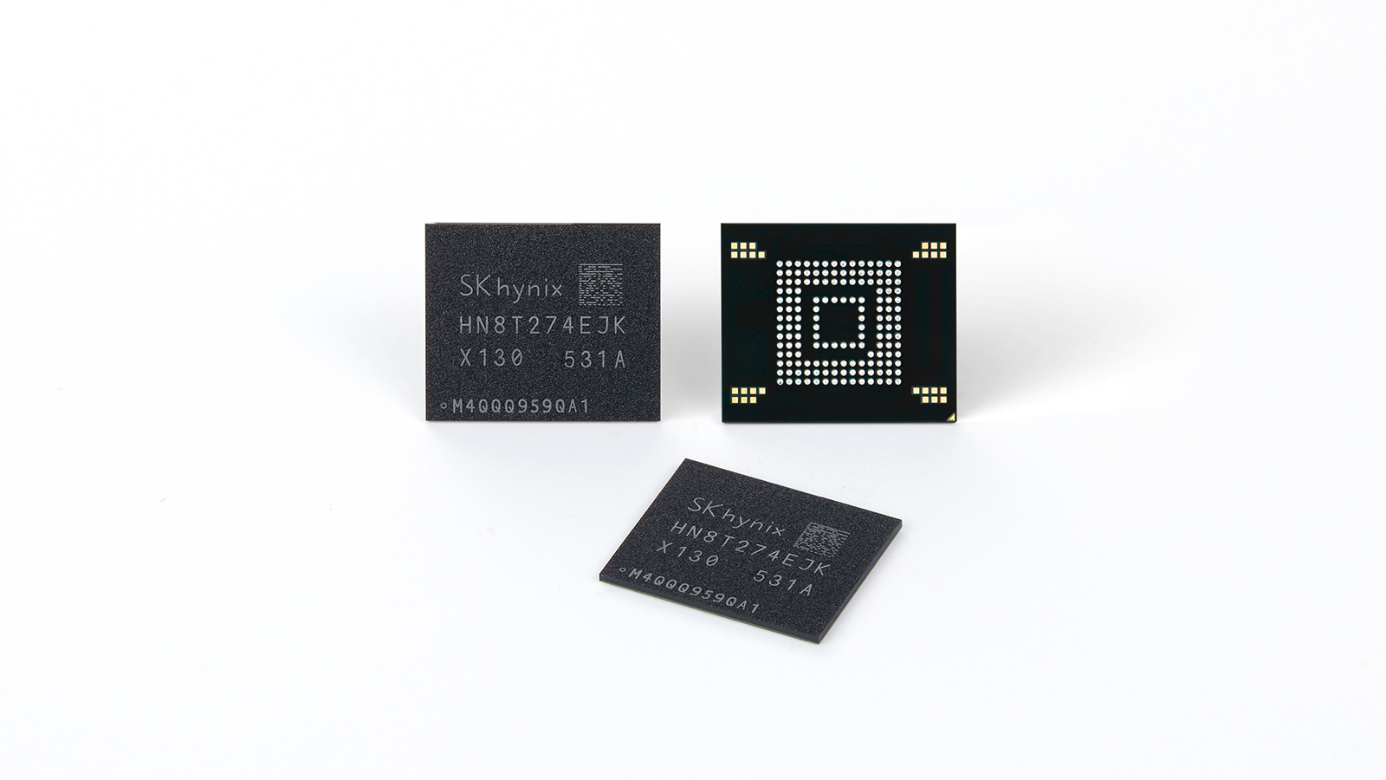 SK hynix
HN8T274EJK
X130 531A
M4QQQ959QA1
SK hynix
HN8T274EJK
X130 531A
M4QQQ959QA1